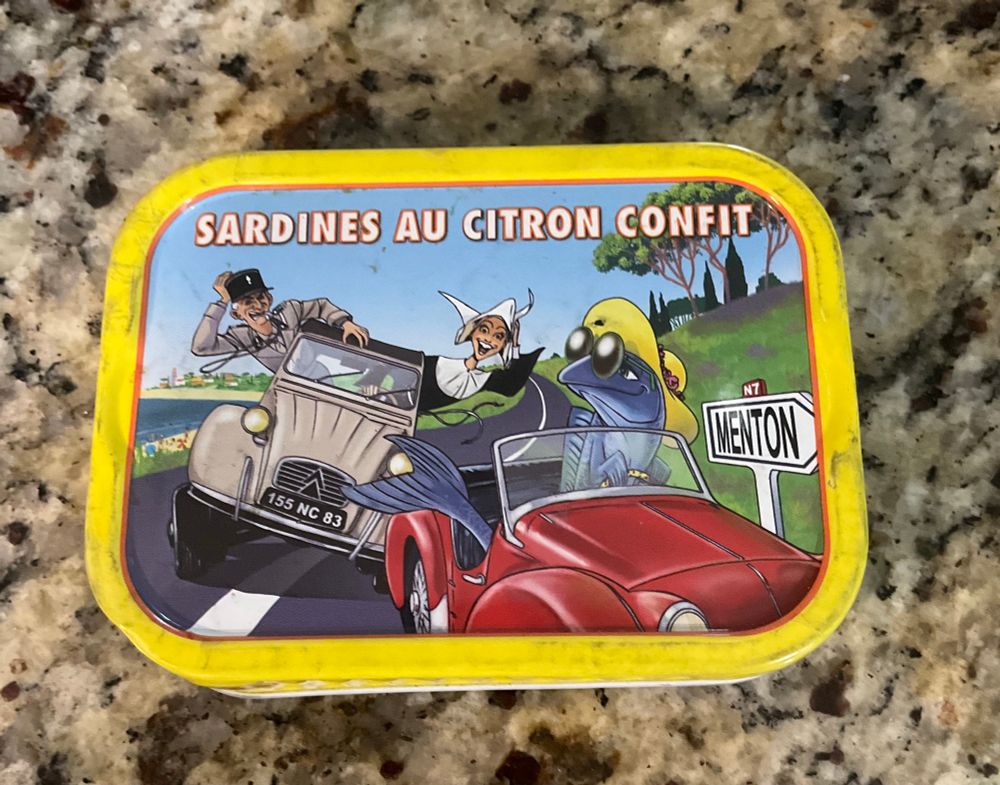 SARDINES AU CITRON CONFIT
N7
MENTON
155 NC 83